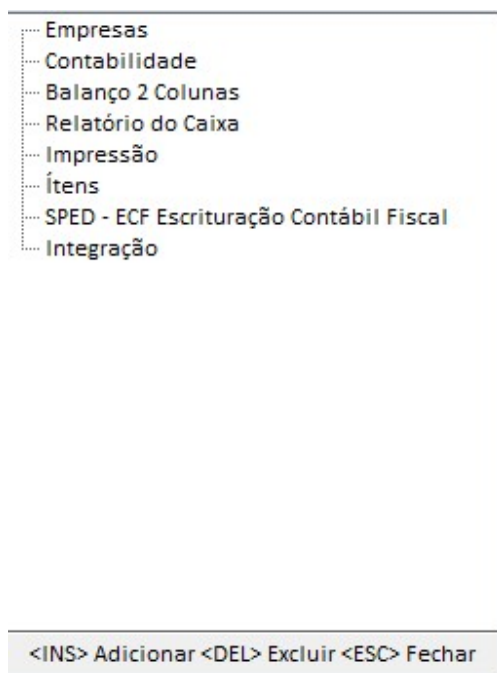 Empresas
Contabilidade
Balanço 2 Colunas
Relatório do Caixa
Impressão
Ítens
SPED - ECF Escrituração Contábil Fiscal
Integração
<INS> Adicionar <DEL> Excluir <ESC> Fechar